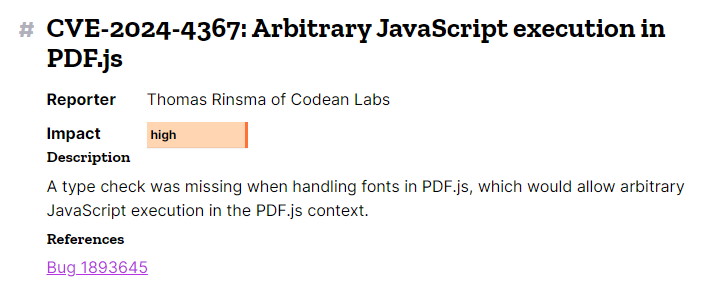 # CVE-2024-4367: Arbitrary JavaScript execution in
PDF.js
Reporter Thomas Rinsma of Codean Labs
Impact high
Description
A type check was missing when handling fonts in PDF.js, which would allow arbitrary
JavaScript execution in the PDF.js context.
References
Bug 1893645